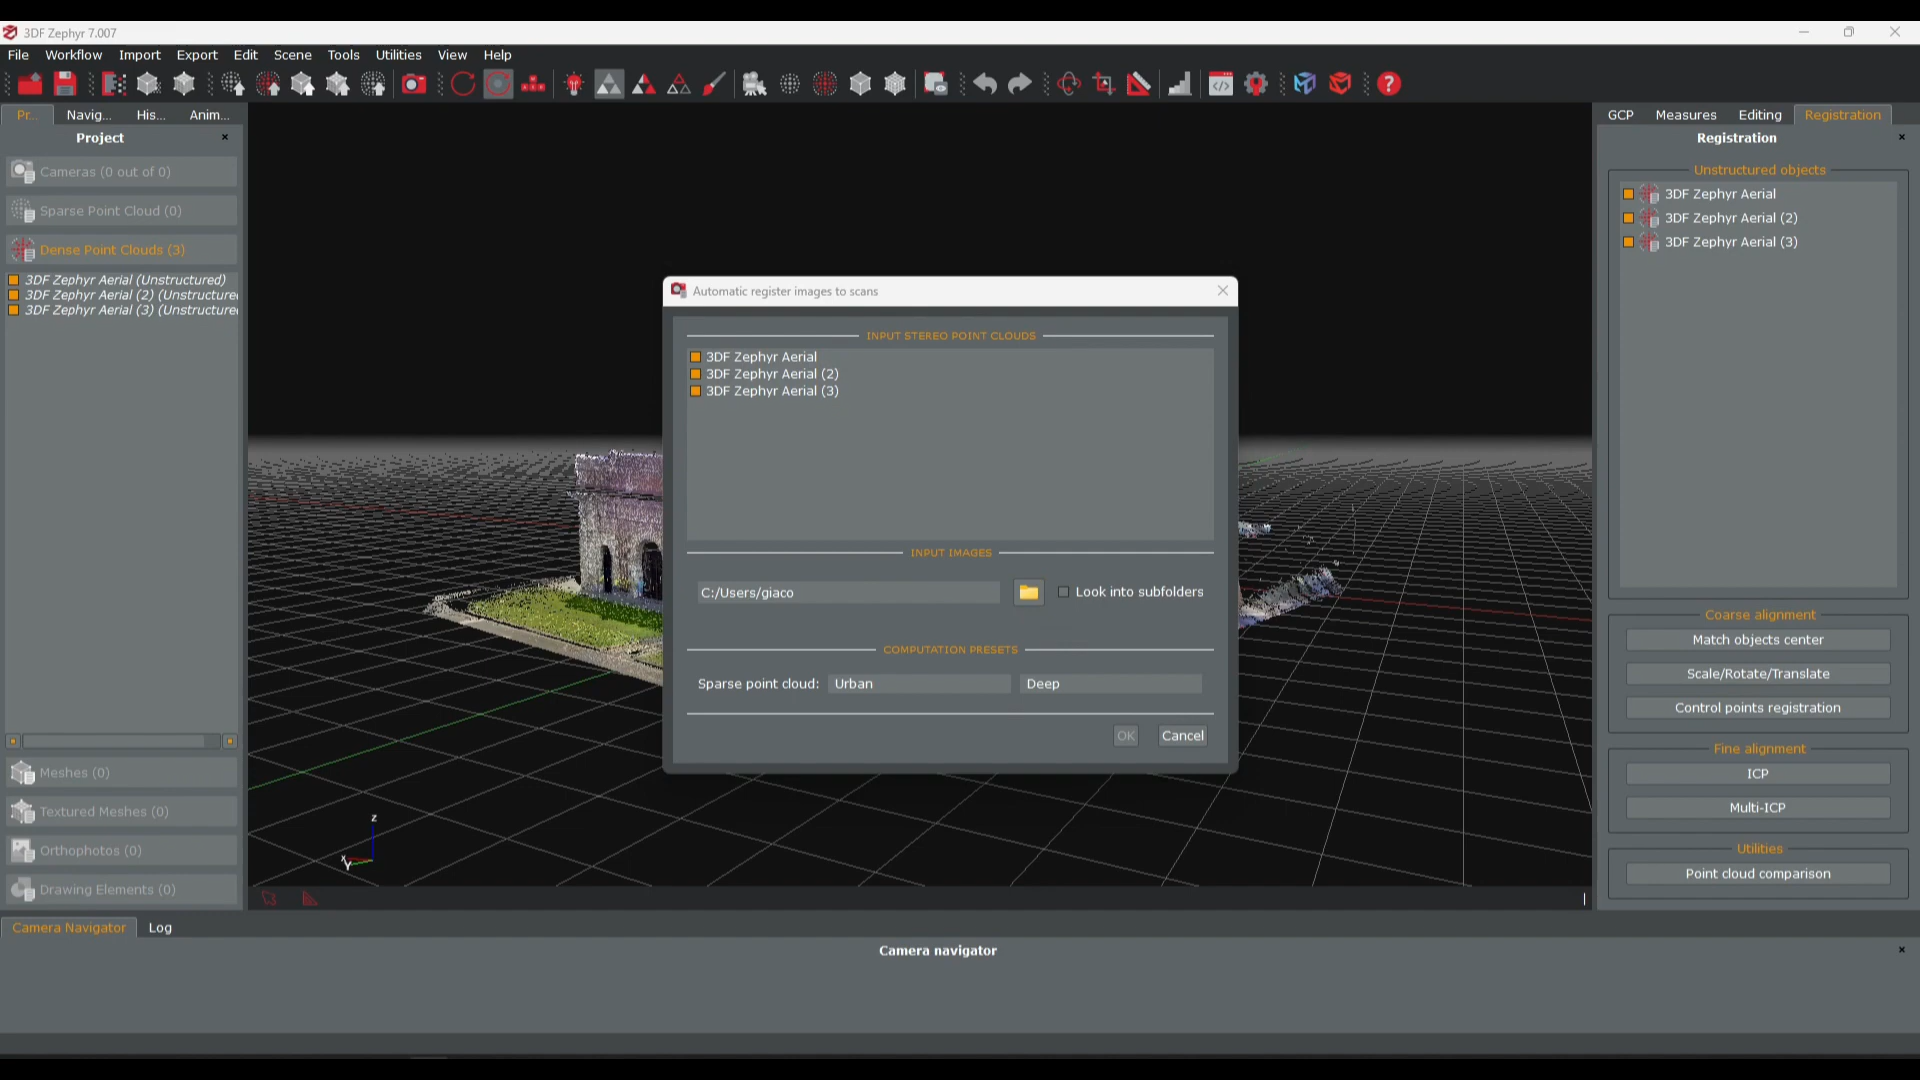 3DF Zephyr 7.007
File Workflow Import Export Edit Scene Tools Utilities View Help
Pr... Navig... His... Anim...
Project
Cameras (0 out of 0)
Sparse Point Cloud (0)
Dense Point Clouds (3)
3DF Zephyr Aerial (Unstructured)
3DF Zephyr Aerial (2) (Unstructure
3DF Zephyr Aerial (3) (Unstructure
Meshes (0)
Textured Meshes (0)
Orthophotos (0)
Drawing Elements (0)
z
x
y
Automatic register images to scans
INPUT STEREO POINT CLOUDS
3DF Zephyr Aerial
3DF Zephyr Aerial (2)
3DF Zephyr Aerial (3)
INPUT IMAGES
C:/Users/giaco
Look into subfolders
COMPUTATION PRESETS
Sparse point cloud: Urban Deep
OK Cancel
GCP Measures Editing Registration
Registration
Unstructured objects
3DF Zephyr Aerial
3DF Zephyr Aerial (2)
3DF Zephyr Aerial (3)
Coarse alignment
Match objects center
Scale/Rotate/Translate
Control points registration
Fine alignment
ICP
Multi-ICP
Utilities
Point cloud comparison
Camera Navigator Log
Camera navigator